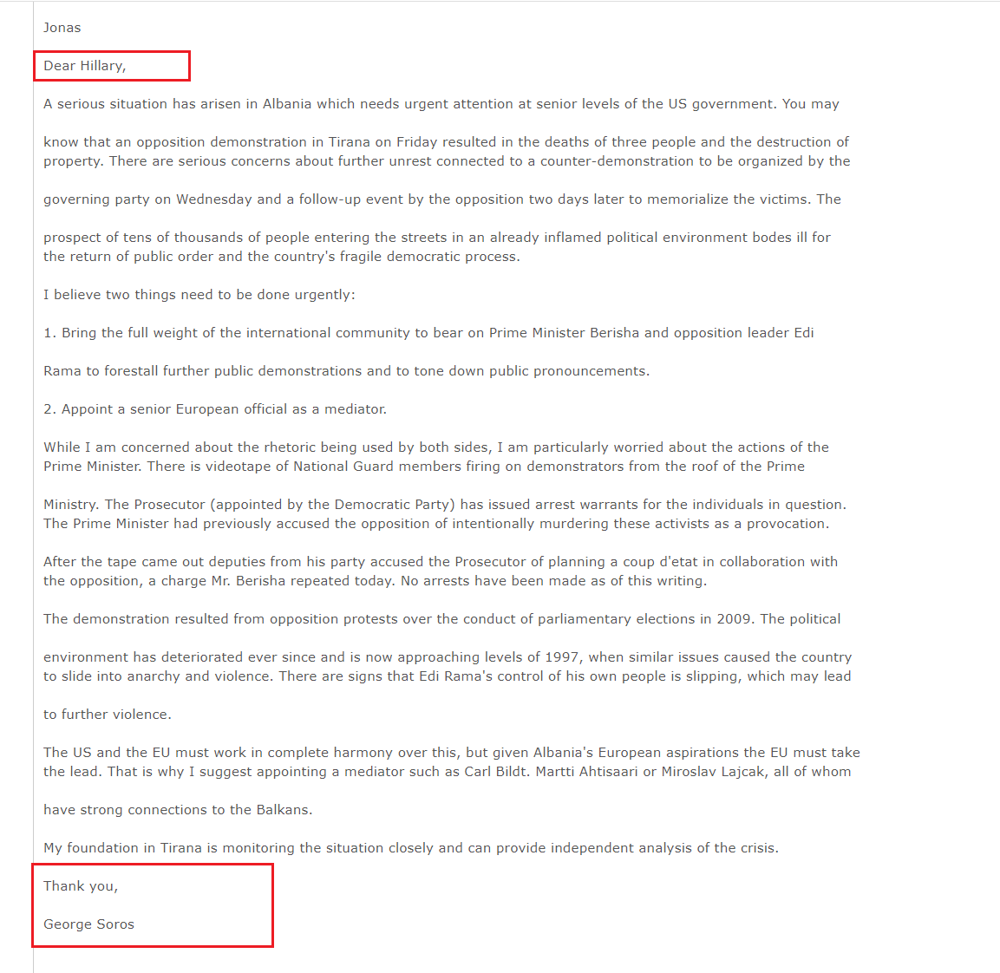 Jonas
Dear Hillary,
A serious situation has arisen in Albania which needs urgent attention at senior levels of the US government. You may
know that an opposition demonstration in Tirana on Friday resulted in the deaths of three people and the destruction of
property. There are serious concerns about further unrest connected to a counter-demonstration to be organized by the
governing party on Wednesday and a follow-up event by the opposition two days later to memorialize the victims. The
prospect of tens of thousands of people entering the streets in an already inflamed political environment bodes ill for
the return of public order and the country's fragile democratic process.
I believe two things need to be done urgently:
1. Bring the full weight of the international community to bear on Prime Minister Berisha and opposition leader Edi
Rama to forestall further public demonstrations and to tone down public pronouncements.
2. Appoint a senior European official as a mediator.
While I am concerned about the rhetoric being used by both sides, I am particularly worried about the actions of the
Prime Minister. There is videotape of National Guard members firing on demonstrators from the roof of the Prime
Ministry. The Prosecutor (appointed by the Democratic Party) has issued arrest warrants for the individuals in question.
The Prime Minister had previously accused the opposition of intentionally murdering these activists as a provocation.
After the tape came out deputies from his party accused the Prosecutor of planning a coup d'etat in collaboration with
the opposition, a charge Mr. Berisha repeated today. No arrests have been made as of this writing.
The demonstration resulted from opposition protests over the conduct of parliamentary elections in 2009. The political
environment has deteriorated ever since and is now approaching levels of 1997, when similar issues caused the country
to slide into anarchy and violence. There are signs that Edi Rama's control of his own people is slipping, which may lead
to further violence.
The US and the EU must work in complete harmony over this, but given Albania's European aspirations the EU must take
the lead. That is why I suggest appointing a mediator such as Carl Bildt. Martti Ahtisaari or Miroslav Lajcak, all of whom
have strong connections to the Balkans.
My foundation in Tirana is monitoring the situation closely and can provide independent analysis of the crisis.
Thank you,
George Soros